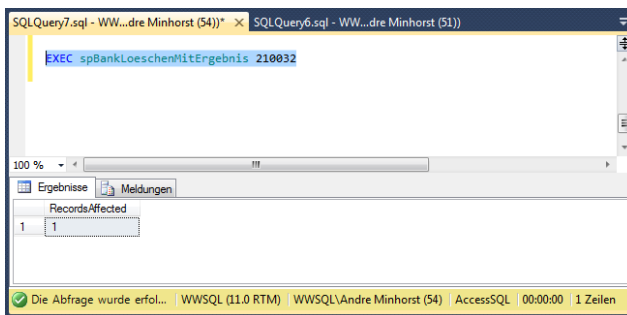 SQLQuery7.sql - WW...dre Minhorst (54))* SQLQuery6.sql - WW...dre Minhorst (51))
EXEC spBankLoeschenMitErgebnis 210032
100 %
Ergebnisse Meldungen
RecordsAffected
1 1
Die Abfrage wurde erfol... WWSQL (11.0 RTM) WWSQL\Andre Minhorst (54) AccessSQL 00:00:00 1 Zeilen